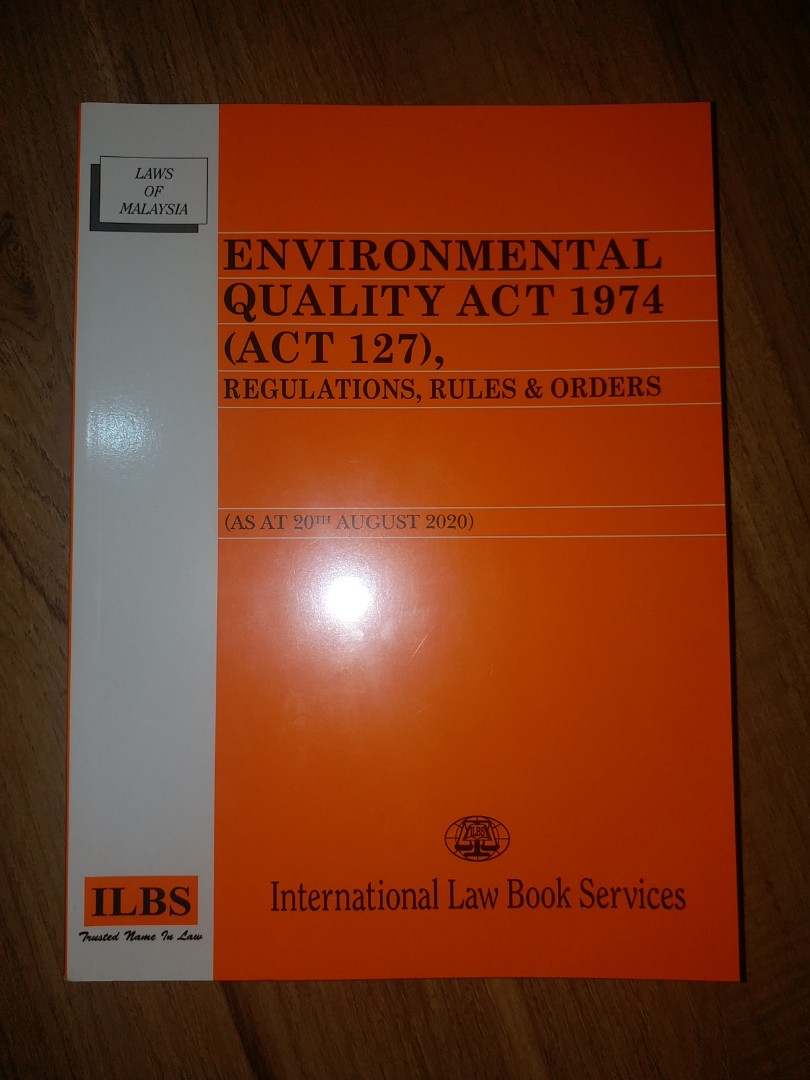 LAWS
OF
MALAYSIA
ENVIRONMENTAL
QUALITY ACT 1974
(ACT 127),
REGULATIONS, RULES & ORDERS
(AS AT 20TH AUGUST 2020)
ILBS
International Law Book Services
ILBS
Trusted Name In Law